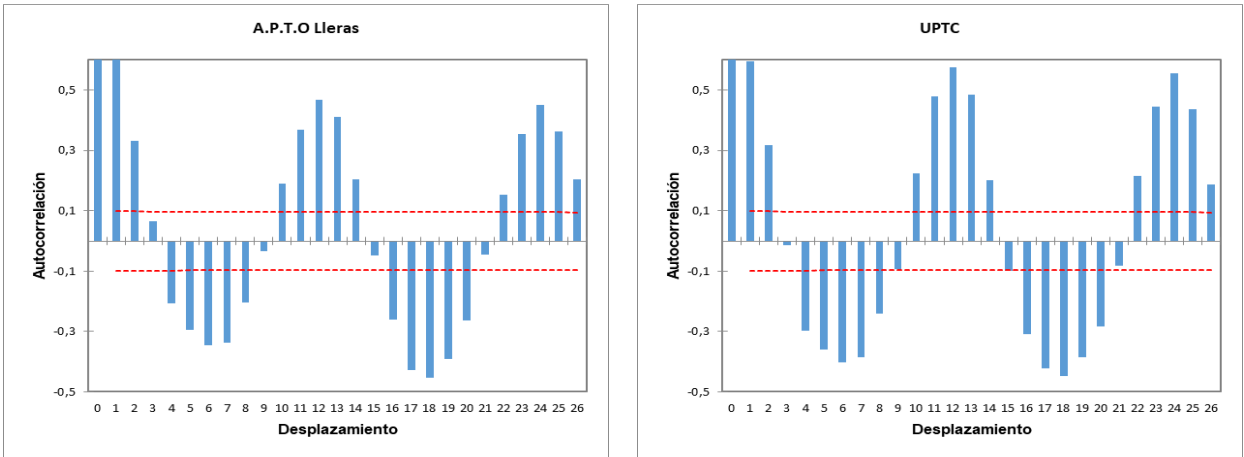 A.P.T.O Lleras
0,5
0,3
0,1
-0,1
-0,3
-0,5
Autocorrelación
0 1 2 3 4 5 6 7 8 9 10 11 12 13 14 15 16 17 18 19 20 21 22 23 24 25 26
Desplazamiento
UPTC
0,5
0,3
0,1
-0,1
-0,3
-0,5
Autocorrelación
0 1 2 3 4 5 6 7 8 9 10 11 12 13 14 15 16 17 18 19 20 21 22 23 24 25 26
Desplazamiento